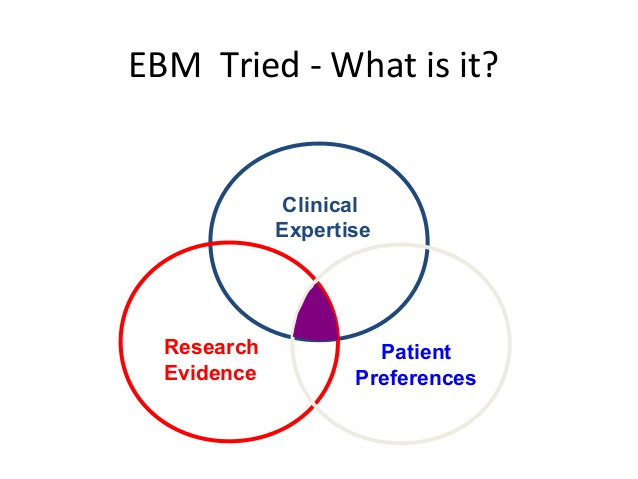 EBM  Tried - What is it?
Clinical
Expertise
Research
Evidence
Patient
Preferences